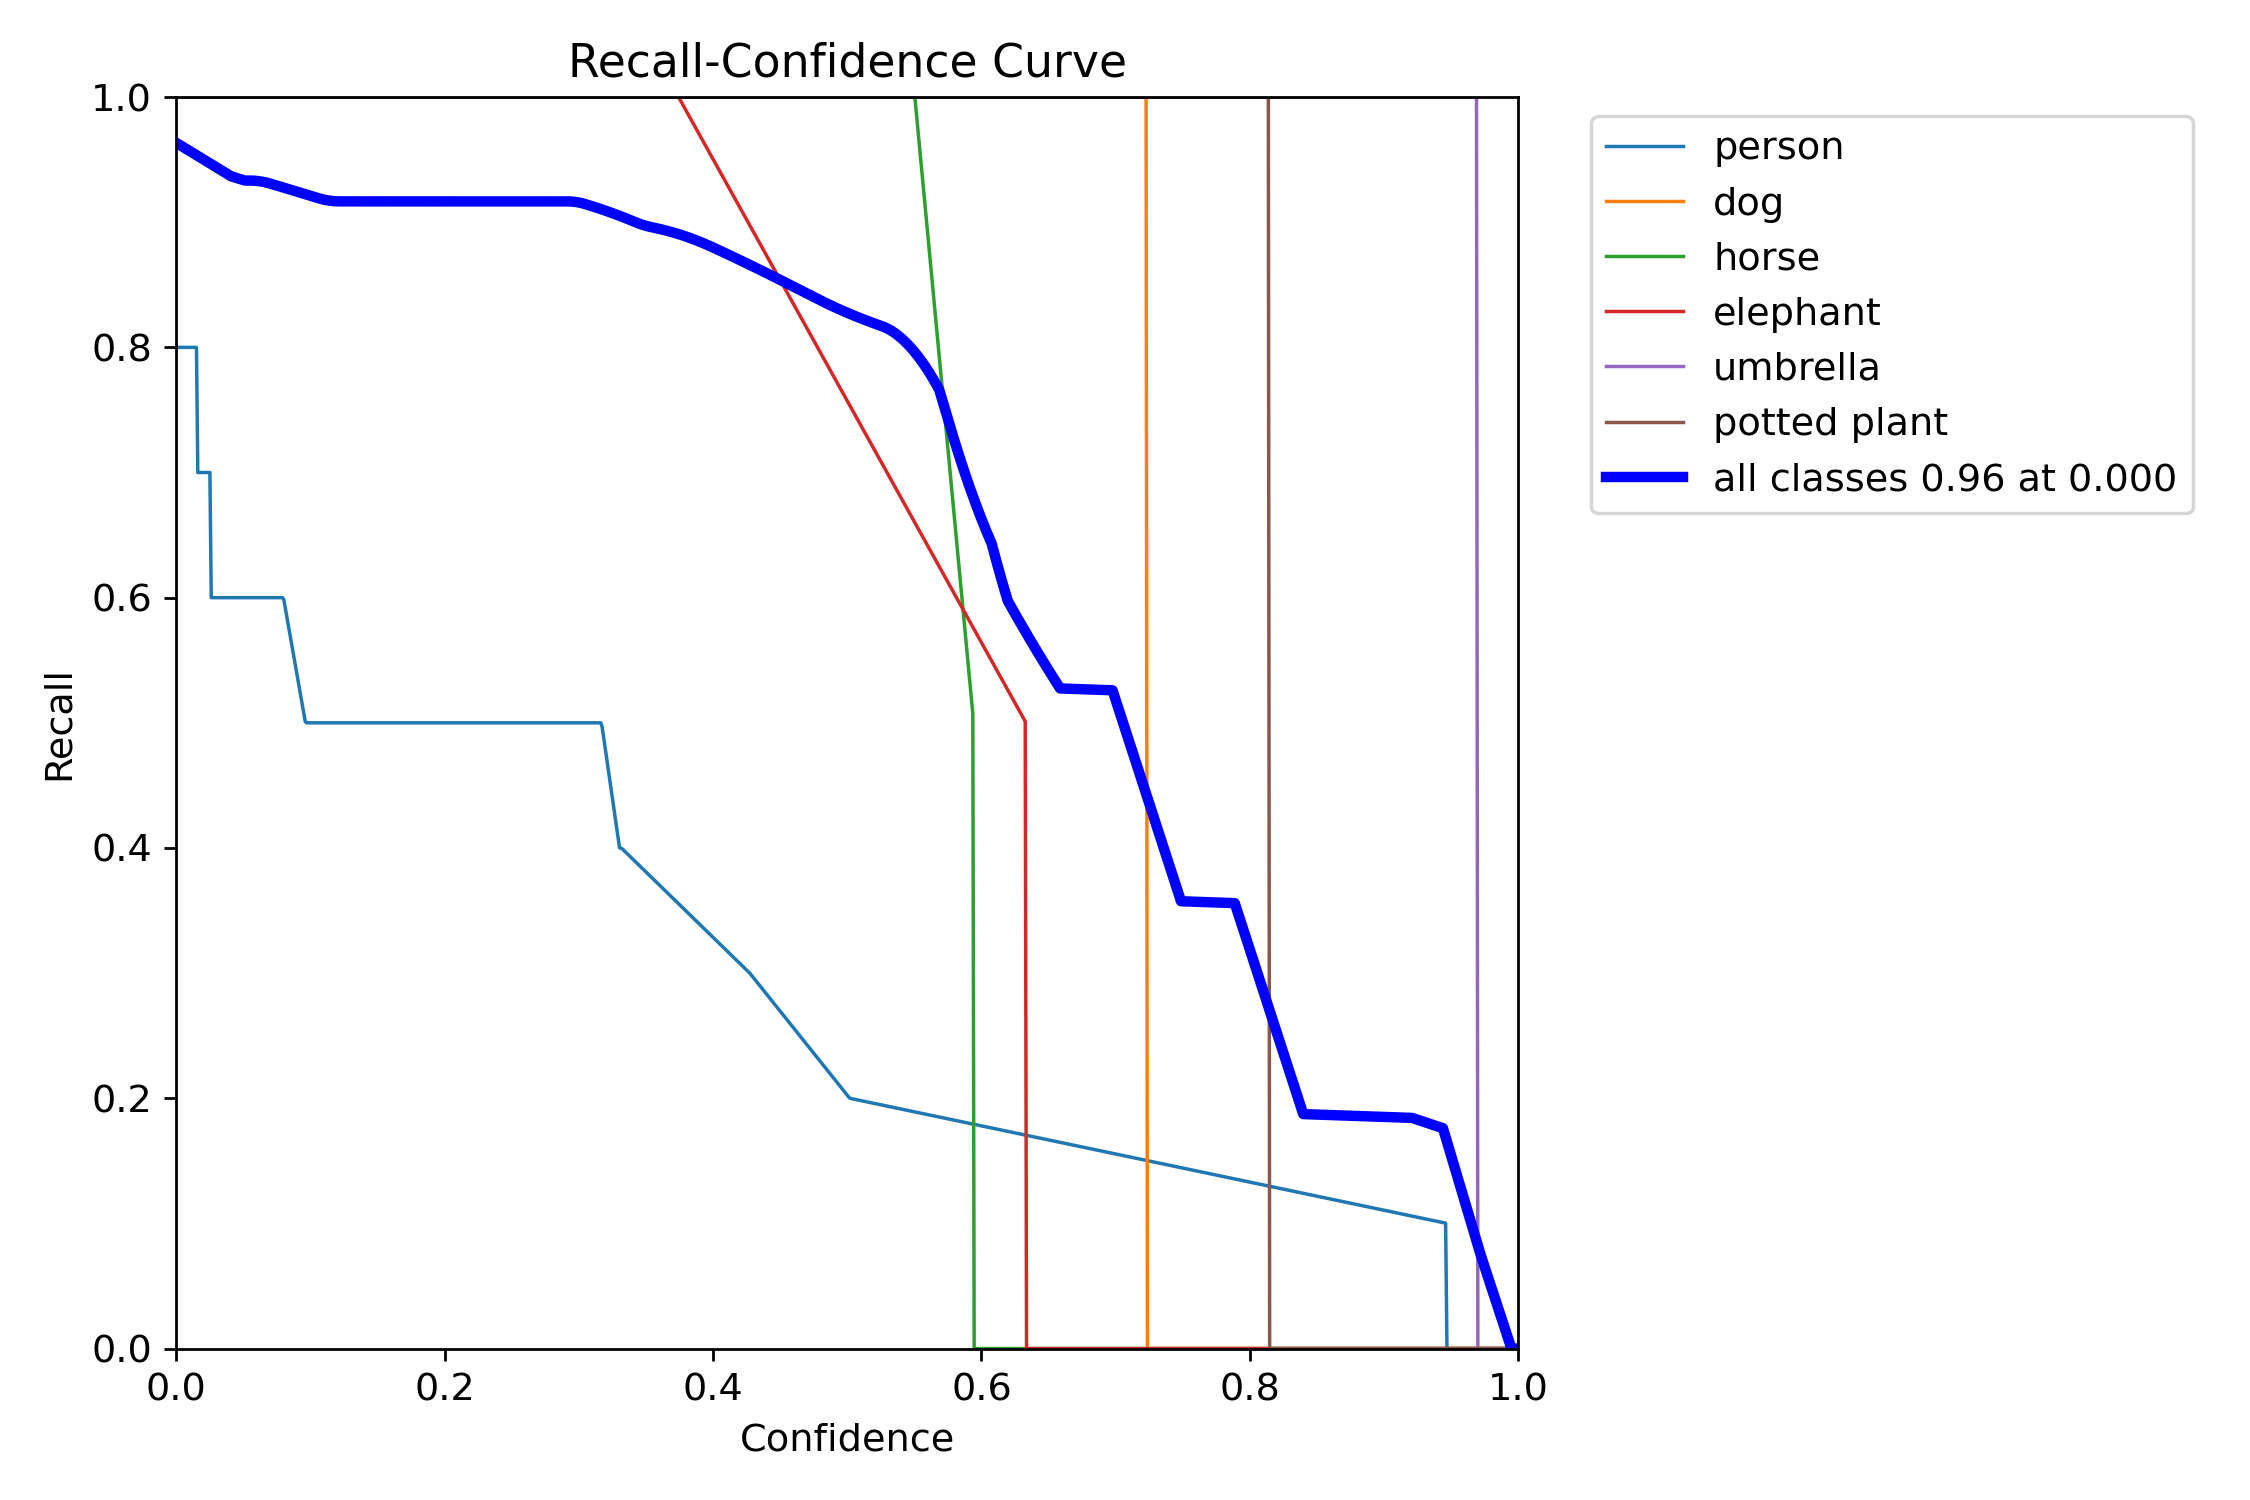 Recall-Confidence Curve
1.0
0.8
0.6
0.4
0.2
0.0
Recall
0.0 0.2 0.4 0.6 0.8 1.0
Confidence
person
dog
horse
elephant
umbrella
potted plant
all classes 0.96 at 0.000